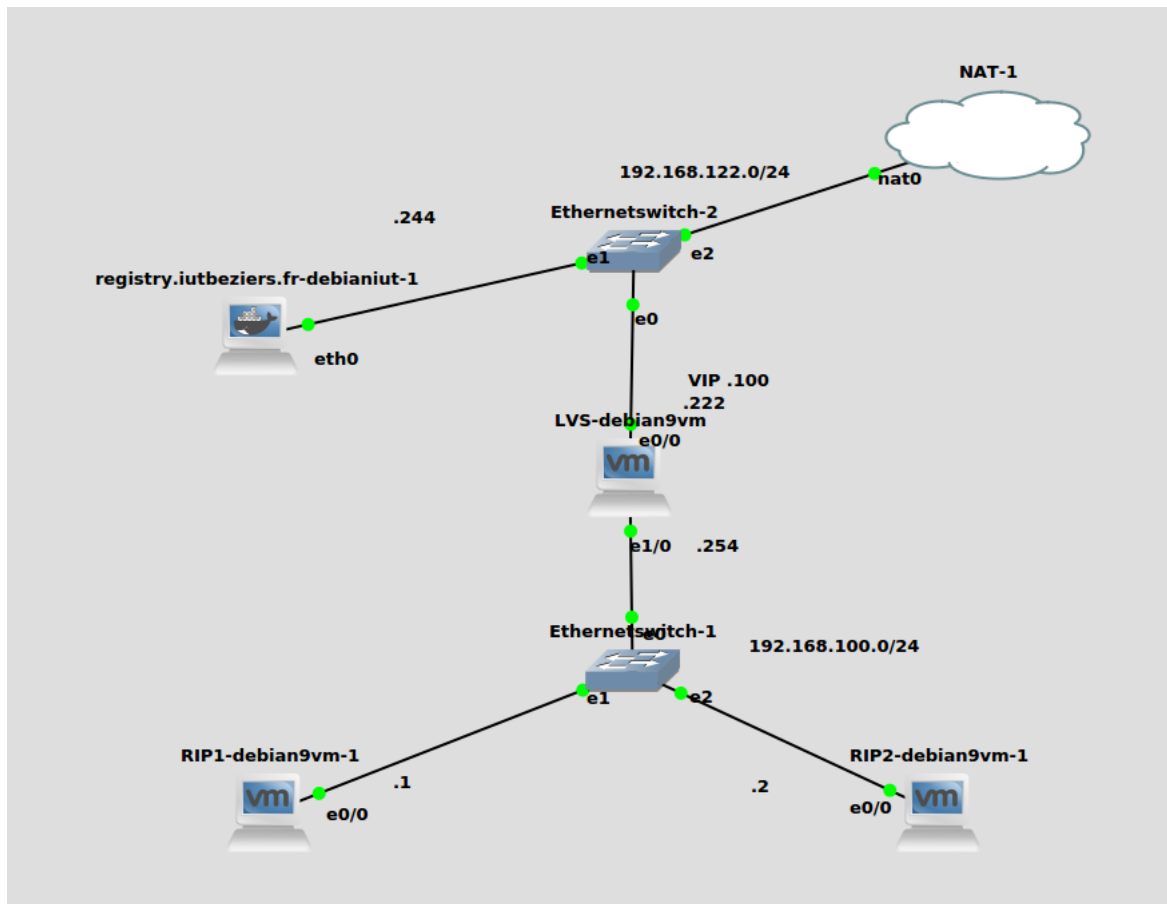 NAT-1
192.168.122.0/24
nat0
Ethernetswitch-2
.244
e1
e2
registry.iutbeziers.fr-debianiut-1
e0
eth0
VIP .100
.222
LVS-debian9vm
e0/0
vm
e1/0
.254
Ethernetswitch-1
e0
192.168.100.0/24
e1
e2
RIP1-debian9vm-1
RIP2-debian9vm-1
.1
.2
vm
vm
e0/0
e0/0